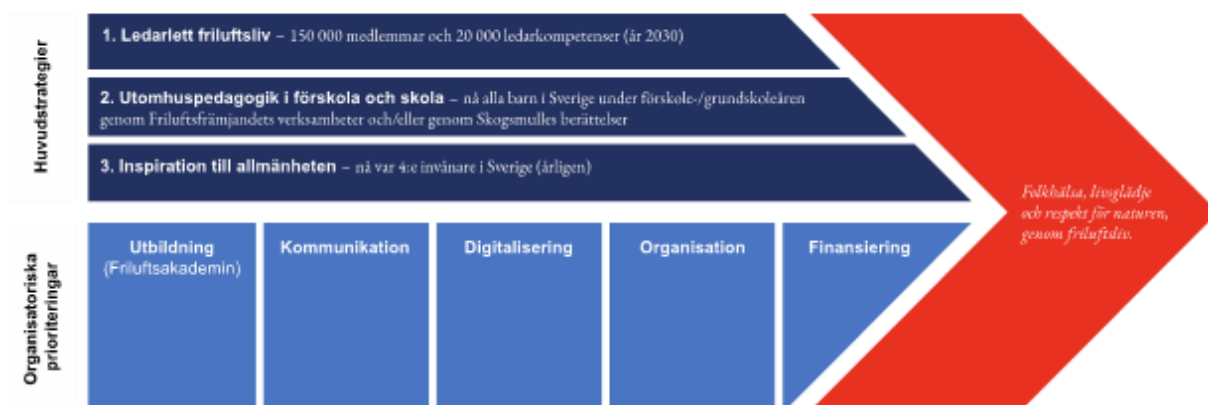 Huvudstrategier
1. Ledarlett friluftsliv – 150 000 medlemmar och 20 000 ledarkompetenser (år 2030)
2. Utomhuspedagogik i förskola och skola – nå alla barn i Sverige under förskole-/grundskoleåren
genom Friluftsfrämjandets verksamheter och/eller genom Skogsmulles berättelser
3. Inspiration till allmänheten – nå var 4:e invånare i Sverige (årligen)
Folkhälsa, livsglädje
och respekt för naturen,
genom friluftsliv.
Organisatoriska
prioriteringar
Utbildning
(Friluftsakademin)
Kommunikation
Digitalisering
Organisation
Finansiering